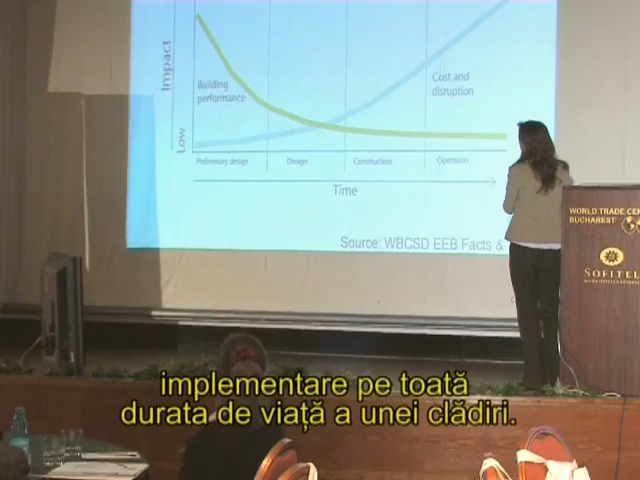 Impact
Low
Building
performance
Cost and
disruption
Preliminary design
Design
Construction
Operation
Time
Source: WBCSD EEB Facts &
WORLD TRADE CEN
BUCHAREST
SOFITEL
implementare pe toată
durata de viață a unei clădiri.